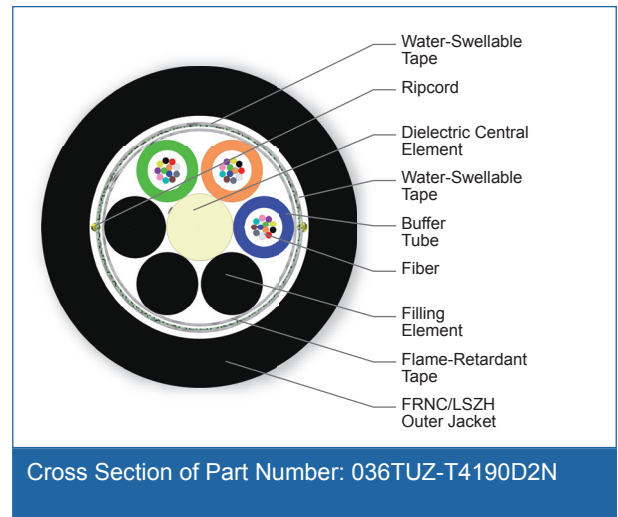 Water-Swellable
Tape
Ripcord
Dielectric Central
Element
Water-Swellable
Tape
Buffer
Tube
Fiber
Filling
Element
Flame-Retardant
Tape
FRNC/LSZH
Outer Jacket
Cross Section of Part Number: 036TUZ-T4190D2N